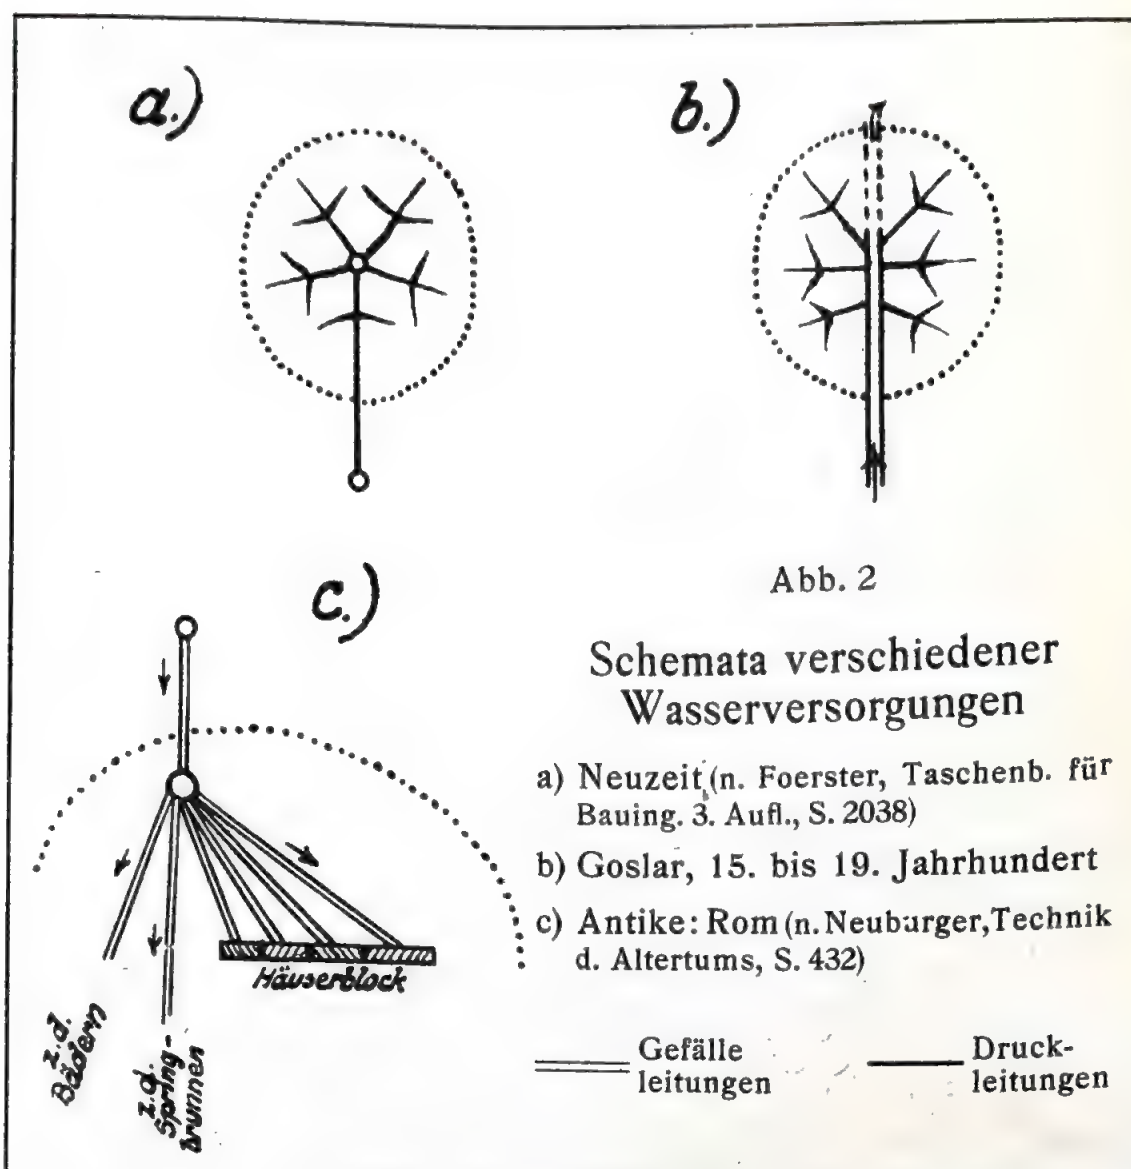 a.)
b.)
c.)
Abb. 2
Schemata verschiedener
Wasserversorgungen
a) Neuzeit (n. Foerster, Taschenb. für
Bauing. 3. Aufl., S. 2038)
b) Goslar, 15. bis 19. Jahrhundert
c) Antike: Rom (n. Neuburger, Technik
d. Altertums, S. 432)
Häuserblock
z. d.
Bädern
z. d.
Spring-
brunnen
Gefälle
leitungen
Druck-
leitungen